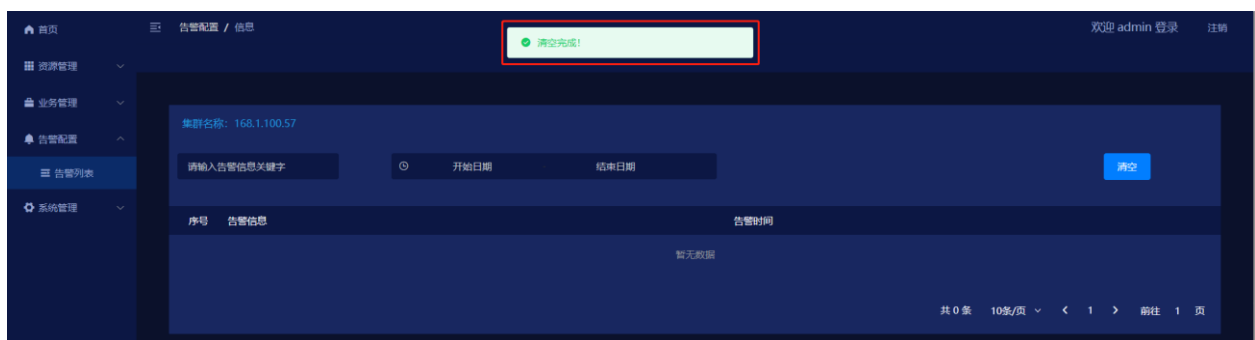 首页
告警配置 / 信息
清空完成!
欢迎 admin 登录
注销
资源管理
业务管理
告警配置
告警列表
系统管理
集群名称: 168.1.100.57
请输入告警信息关键字
开始日期
结束日期
清空
序号 告警信息 告警时间
暂无数据
共 0 条 10条/页 1 前往 1 页